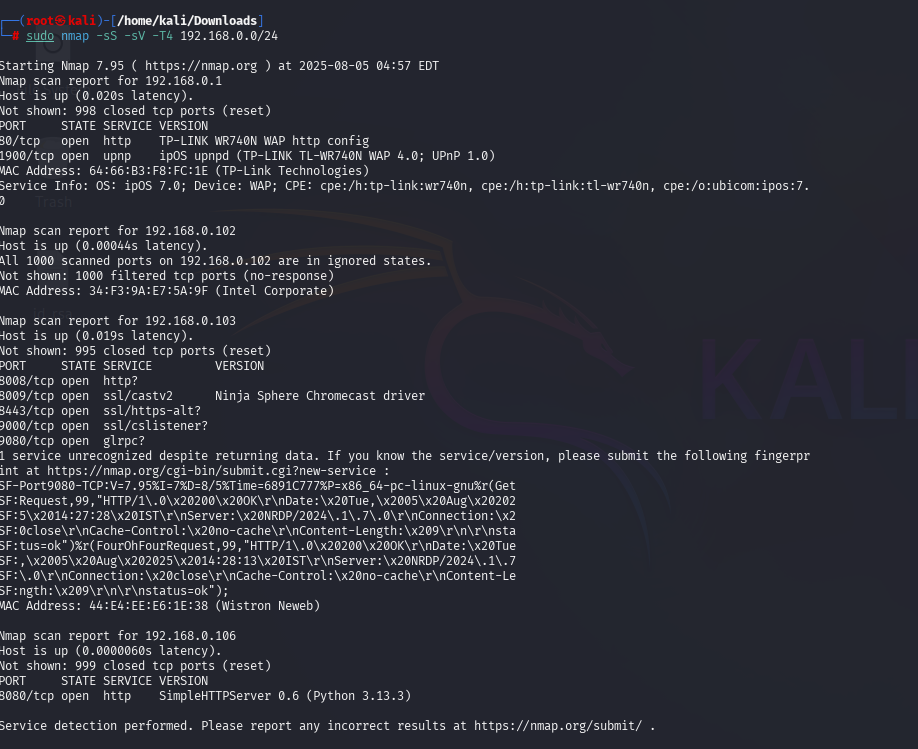 ┌──(root㉿kali)-[/home/kali/Downloads]
└─# sudo nmap -sS -sV -T4 192.168.0.0/24
Starting Nmap 7.95 ( https://nmap.org ) at 2025-08-05 04:57 EDT
Nmap scan report for 192.168.0.1
Host is up (0.020s latency).
Not shown: 998 closed tcp ports (reset)
PORT     STATE SERVICE VERSION
80/tcp   open  http    TP-LINK WR740N WAP http config
1900/tcp open  upnp    ipOS upnpd (TP-LINK TL-WR740N WAP 4.0; UPnP 1.0)
MAC Address: 64:66:B3:F8:FC:1E (TP-Link Technologies)
Service Info: OS: ipOS 7.0; Device: WAP; CPE: cpe:/h:tp-link:wr740n, cpe:/h:tp-link:tl-wr740n, cpe:/o:ubicom:ipos:7.
0
Trash
Nmap scan report for 192.168.0.102
Host is up (0.00044s latency).
All 1000 scanned ports on 192.168.0.102 are in ignored states.
Not shown: 1000 filtered tcp ports (no-response)
MAC Address: 34:F3:9A:E7:5A:9F (Intel Corporate)
Nmap scan report for 192.168.0.103
Host is up (0.019s latency).
Not shown: 995 closed tcp ports (reset)
PORT     STATE SERVICE         VERSION
8008/tcp open  http?
8009/tcp open  ssl/castv2      Ninja Sphere Chromecast driver
8443/tcp open  ssl/https-alt?
9000/tcp open  ssl/cslistener?
9080/tcp open  glrpc?
KALI
1 service unrecognized despite returning data. If you know the service/version, please submit the following fingerpr
int at https://nmap.org/cgi-bin/submit.cgi?new-service :
SF-Port9080-TCP:V=7.95%I=7%D=8/5%Time=6891C777%P=x86_64-pc-linux-gnu%r(Get
SF:Request,99,"HTTP/1\.0\x20200\x20OK\r\nDate:\x20Tue,\x2005\x20Aug\x20202
SF:5\x2014:27:28\x20IST\r\nServer:\x20NRDP/2024\.1\.7\.0\r\nConnection:\x2
SF:0close\r\nCache-Control:\x20no-cache\r\nContent-Length:\x209\r\n\r\nsta
SF:tus=ok")%r(FourOhFourRequest,99,"HTTP/1\.0\x20200\x20OK\r\nDate:\x20Tue
SF:,\x2005\x20Aug\x202025\x2014:28:13\x20IST\r\nServer:\x20NRDP/2024\.1\.7
SF:\.0\r\nConnection:\x20close\r\nCache-Control:\x20no-cache\r\nContent-Le
SF:ngth:\x209\r\n\r\nstatus=ok");
MAC Address: 44:E4:EE:E6:1E:38 (Wistron Neweb)
Nmap scan report for 192.168.0.106
Host is up (0.0000060s latency).
Not shown: 999 closed tcp ports (reset)
PORT     STATE SERVICE VERSION
8080/tcp open  http    SimpleHTTPServer 0.6 (Python 3.13.3)
Service detection performed. Please report any incorrect results at https://nmap.org/submit/ .